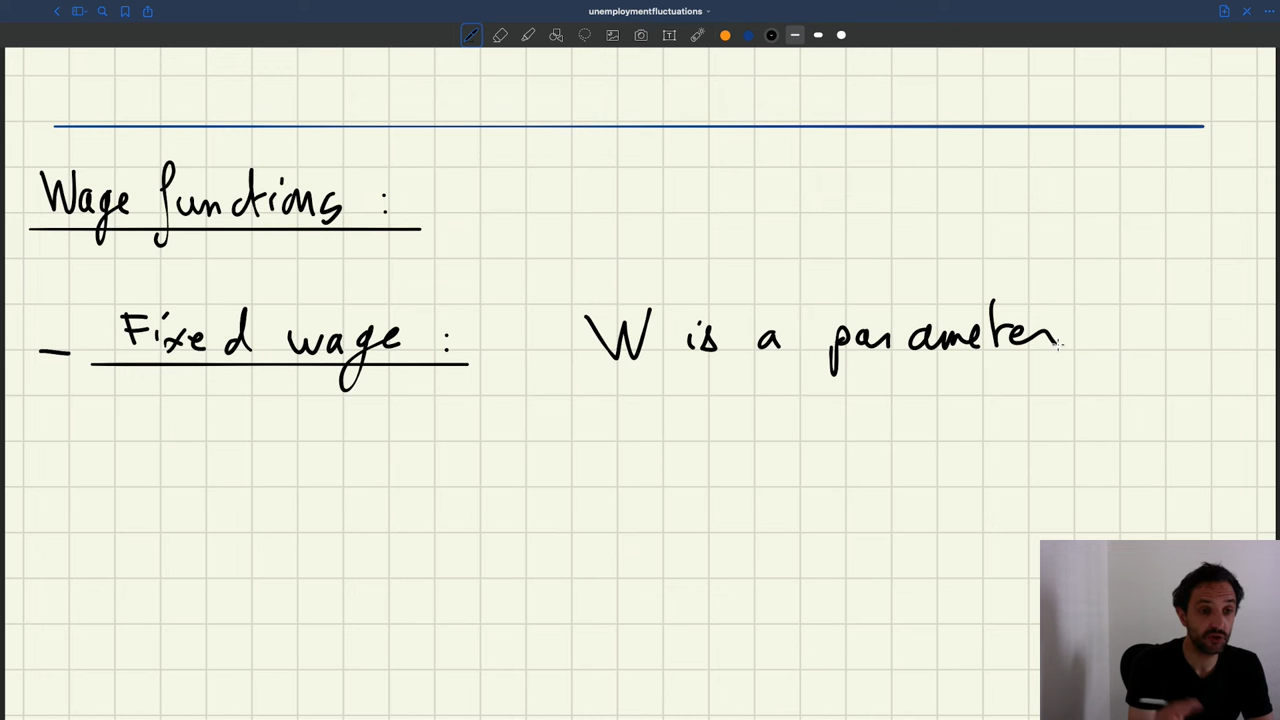 unemploymentfluctuations
Wage functions :
- Fixed wage : W is a parameter